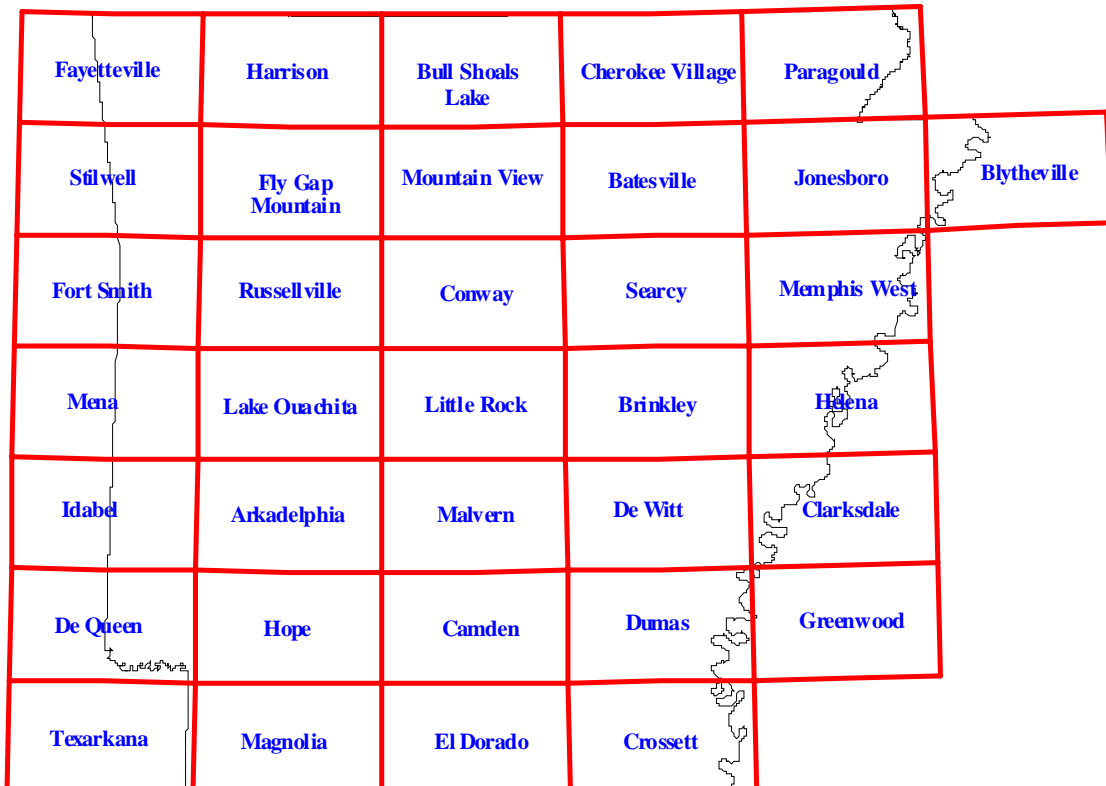 Fayetteville
Harrison
Bull Shoals
Lake
Cherokee Village
Paragould
Stilwell
Fly Gap
Mountain
Mountain View
Batesville
Jonesboro
Blytheville
Fort Smith
Russellville
Conway
Searcy
Memphis West
Mena
Lake Ouachita
Little Rock
Brinkley
Helena
Idabel
Arkadelphia
Malvern
De Witt
Clarksdale
De Queen
Hope
Camden
Dumas
Greenwood
Texarkana
Magnolia
El Dorado
Crossett